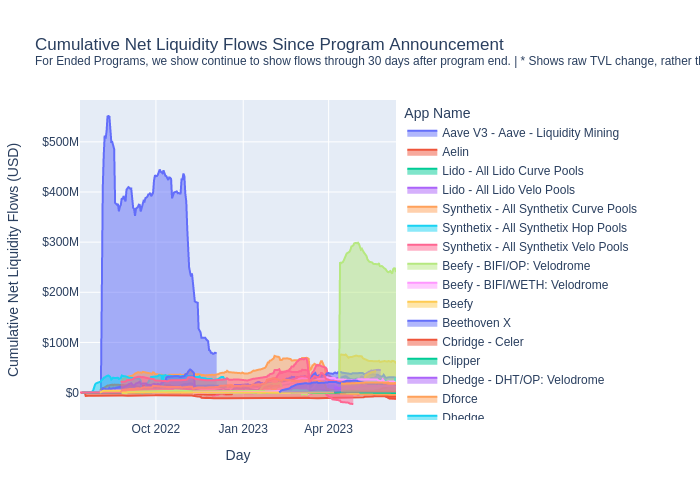 Cumulative Net Liquidity Flows Since Program Announcement
For Ended Programs, we show continue to show flows through 30 days after program end. | * Shows raw TVL change, rather
Cumulative Net Liquidity Flows (USD)
$500M
$400M
$300M
$200M
$100M
$0
Oct 2022
Jan 2023
Apr 2023
Day
App Name
Aave V3 - Aave - Liquidity Mining
Aelin
Lido - All Lido Curve Pools
Lido - All Lido Velo Pools
Synthetix - All Synthetix Curve Pools
Synthetix - All Synthetix Hop Pools
Synthetix - All Synthetix Velo Pools
Beefy - BIFI/OP: Velodrome
Beefy - BIFI/WETH: Velodrome
Beefy
Beethoven X
Cbridge - Celer
Clipper
Dhedge - DHT/OP: Velodrome
Dforce
Dhedge